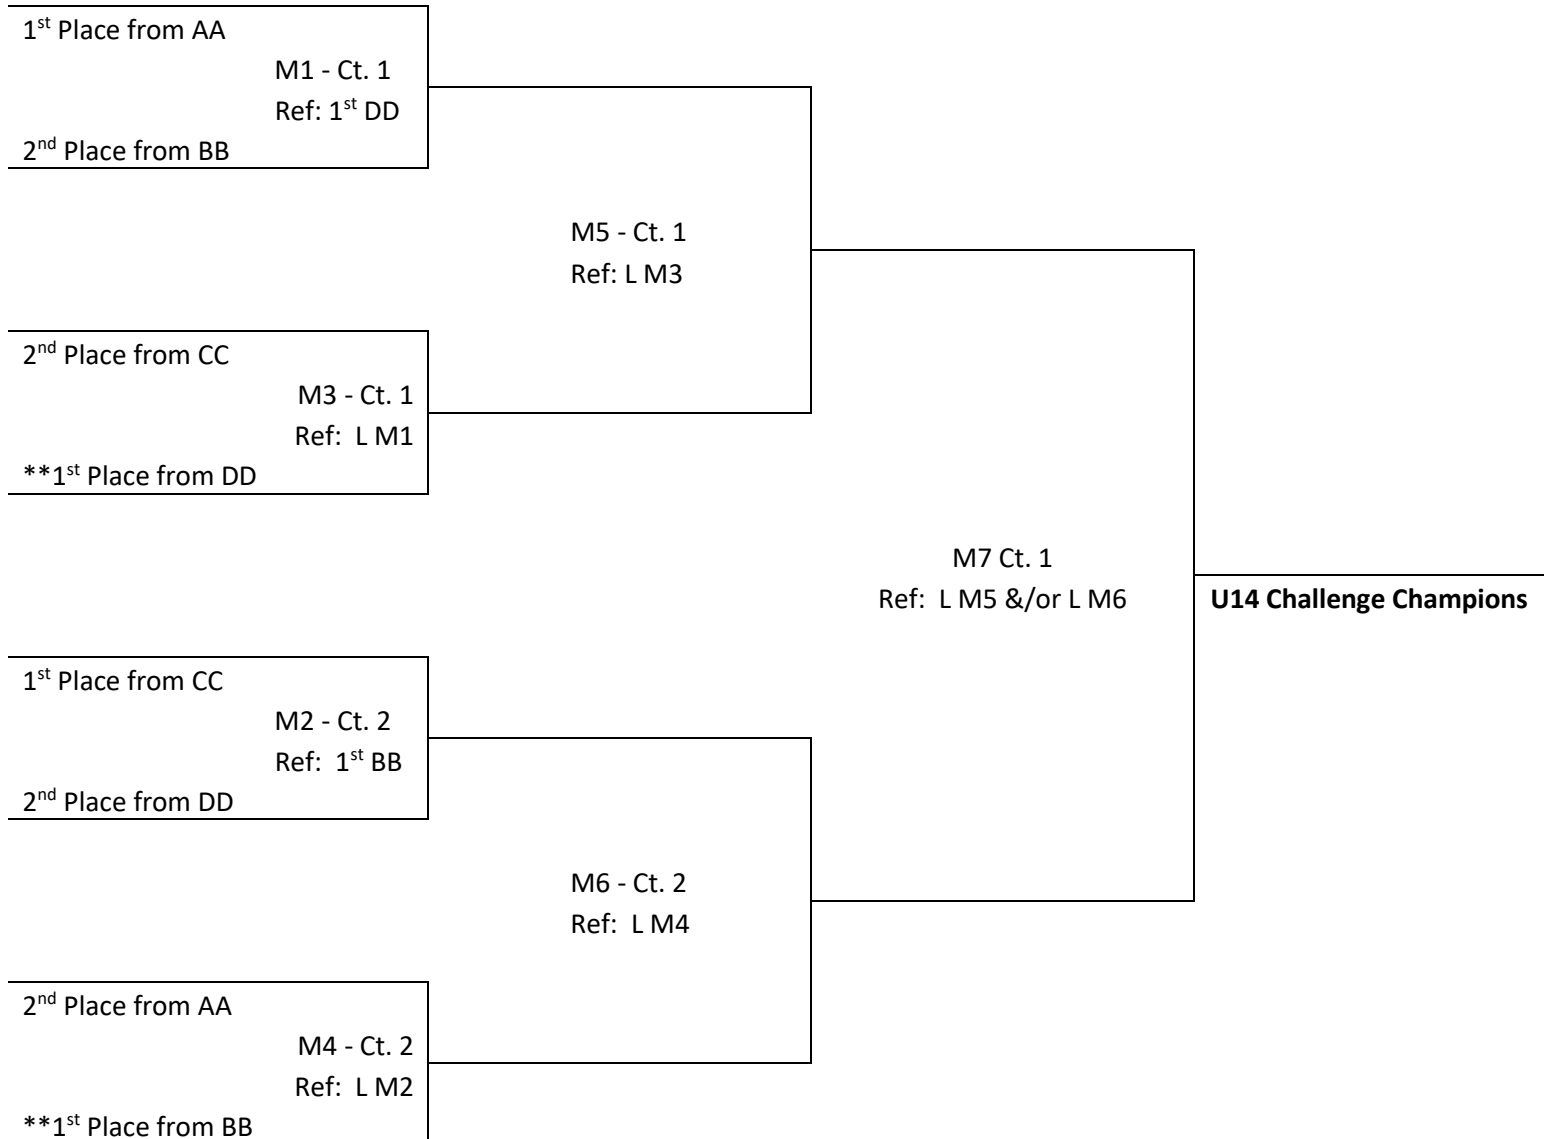 1st Place from AA
M1 - Ct. 1
Ref: 1st DD
2nd Place from BB
M5 - Ct. 1
Ref: L M3
2nd Place from CC
M3 - Ct. 1
Ref: L M1
**1st Place from DD
M7 Ct. 1
Ref: L M5 &/or L M6
U14 Challenge Champions
1st Place from CC
M2 - Ct. 2
Ref: 1st BB
2nd Place from DD
M6 - Ct. 2
Ref: L M4
2nd Place from AA
M4 - Ct. 2
Ref: L M2
**1st Place from BB